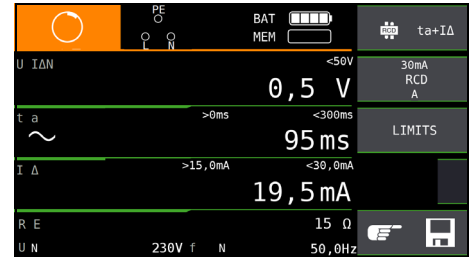 PE
BAT
L N
MEM
RCD ta+IΔ
U IΔN <50V
0,5 V
30mA
RCD
A
t a >0ms <300ms
95ms
LIMITS
I Δ >15,0mA <30,0mA
19,5mA
R E 15 Ω
U N 230V f N 50,0Hz